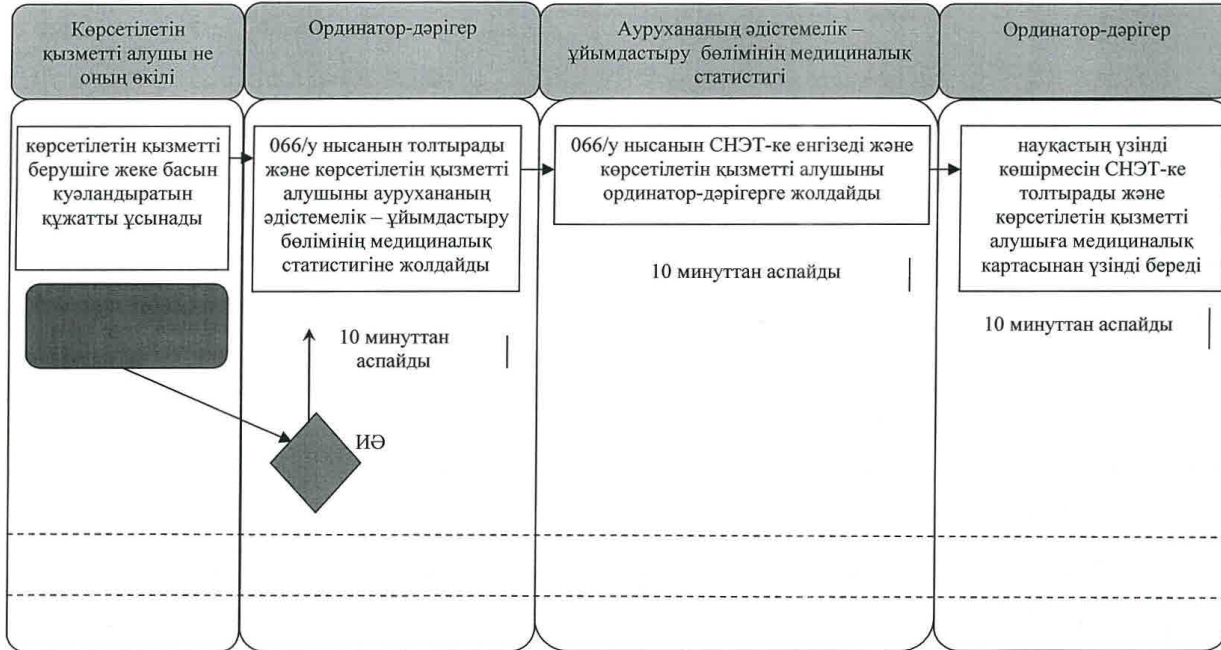 Көрсетілетін
қызметті алушы не
оның өкілі
Ординатор-дәрігер
Аурухананың әдістемелік –
ұйымдастыру бөлімінің медициналық
статистигі
Ординатор-дәрігер
көрсетілетін қызметті
берушіге жеке басын
куәландыратын
құжатты ұсынады
066/у нысанын толтырады
және көрсетілетін қызметті
алушыны аурухананың
әдістемелік – ұйымдастыру
бөлімінің медициналық
статистигіне жолдайды
066/у нысанын СНЭТ-ке енгізеді және
көрсетілетін қызметті алушыны
ординатор-дәрігерге жолдайды
науқастың үзінді
көшірмесін СНЭТ-ке
толтырады және
көрсетілетін қызметті
алушыға медициналық
картасынан үзінді береді
10 минуттан
аспайды
10 минуттан аспайды
10 минуттан аспайды
ИӘ